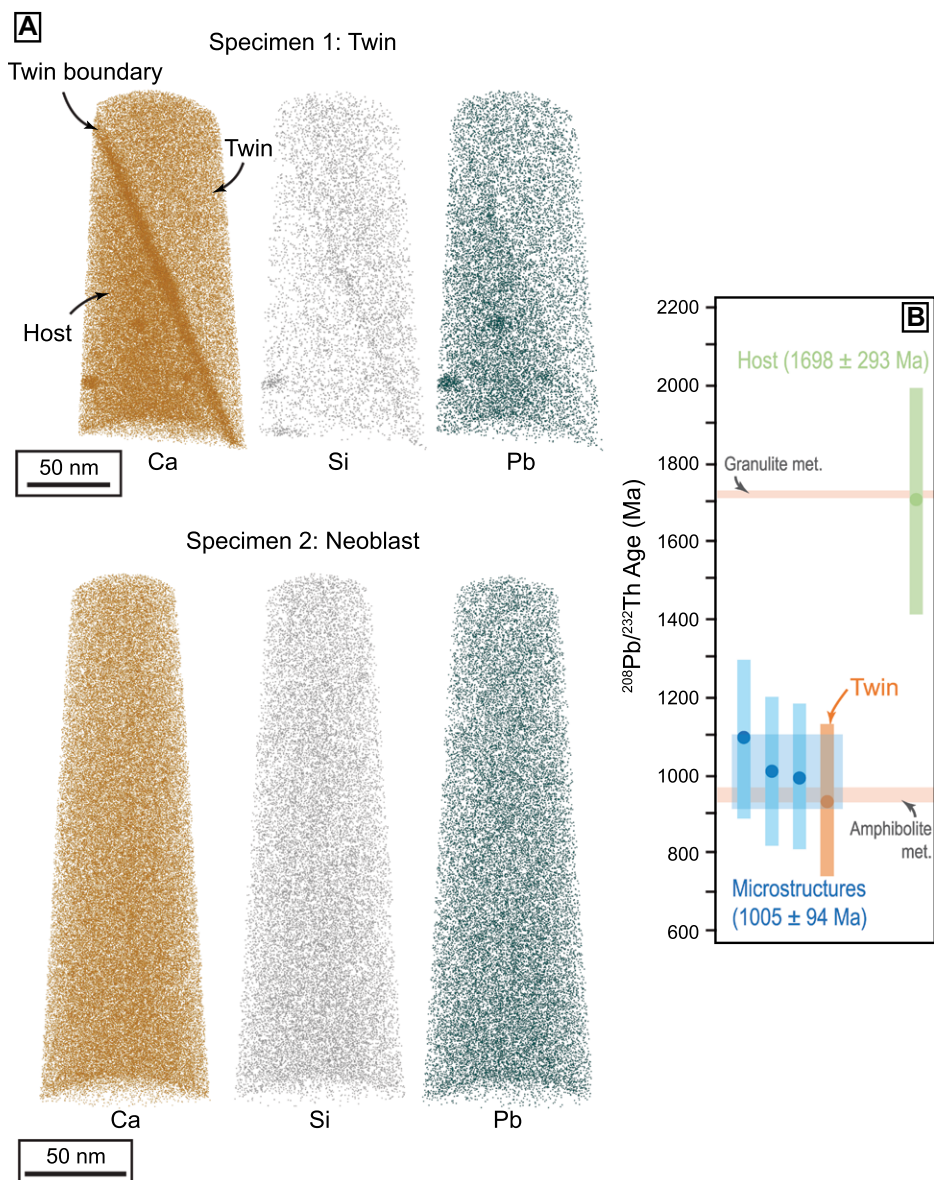 A
Specimen 1: Twin
Twin boundary
Twin
Host
Ca
Si
Pb
50 nm
Specimen 2: Neoblast
Ca
Si
Pb
50 nm
B
²⁰⁸Pb/²³²Th Age (Ma)
2200
2000
1800
1600
1400
1200
1000
800
600
Host (1698 ± 293 Ma)
Granulite met.
Twin
Amphibolite
met.
Microstructures
(1005 ± 94 Ma)